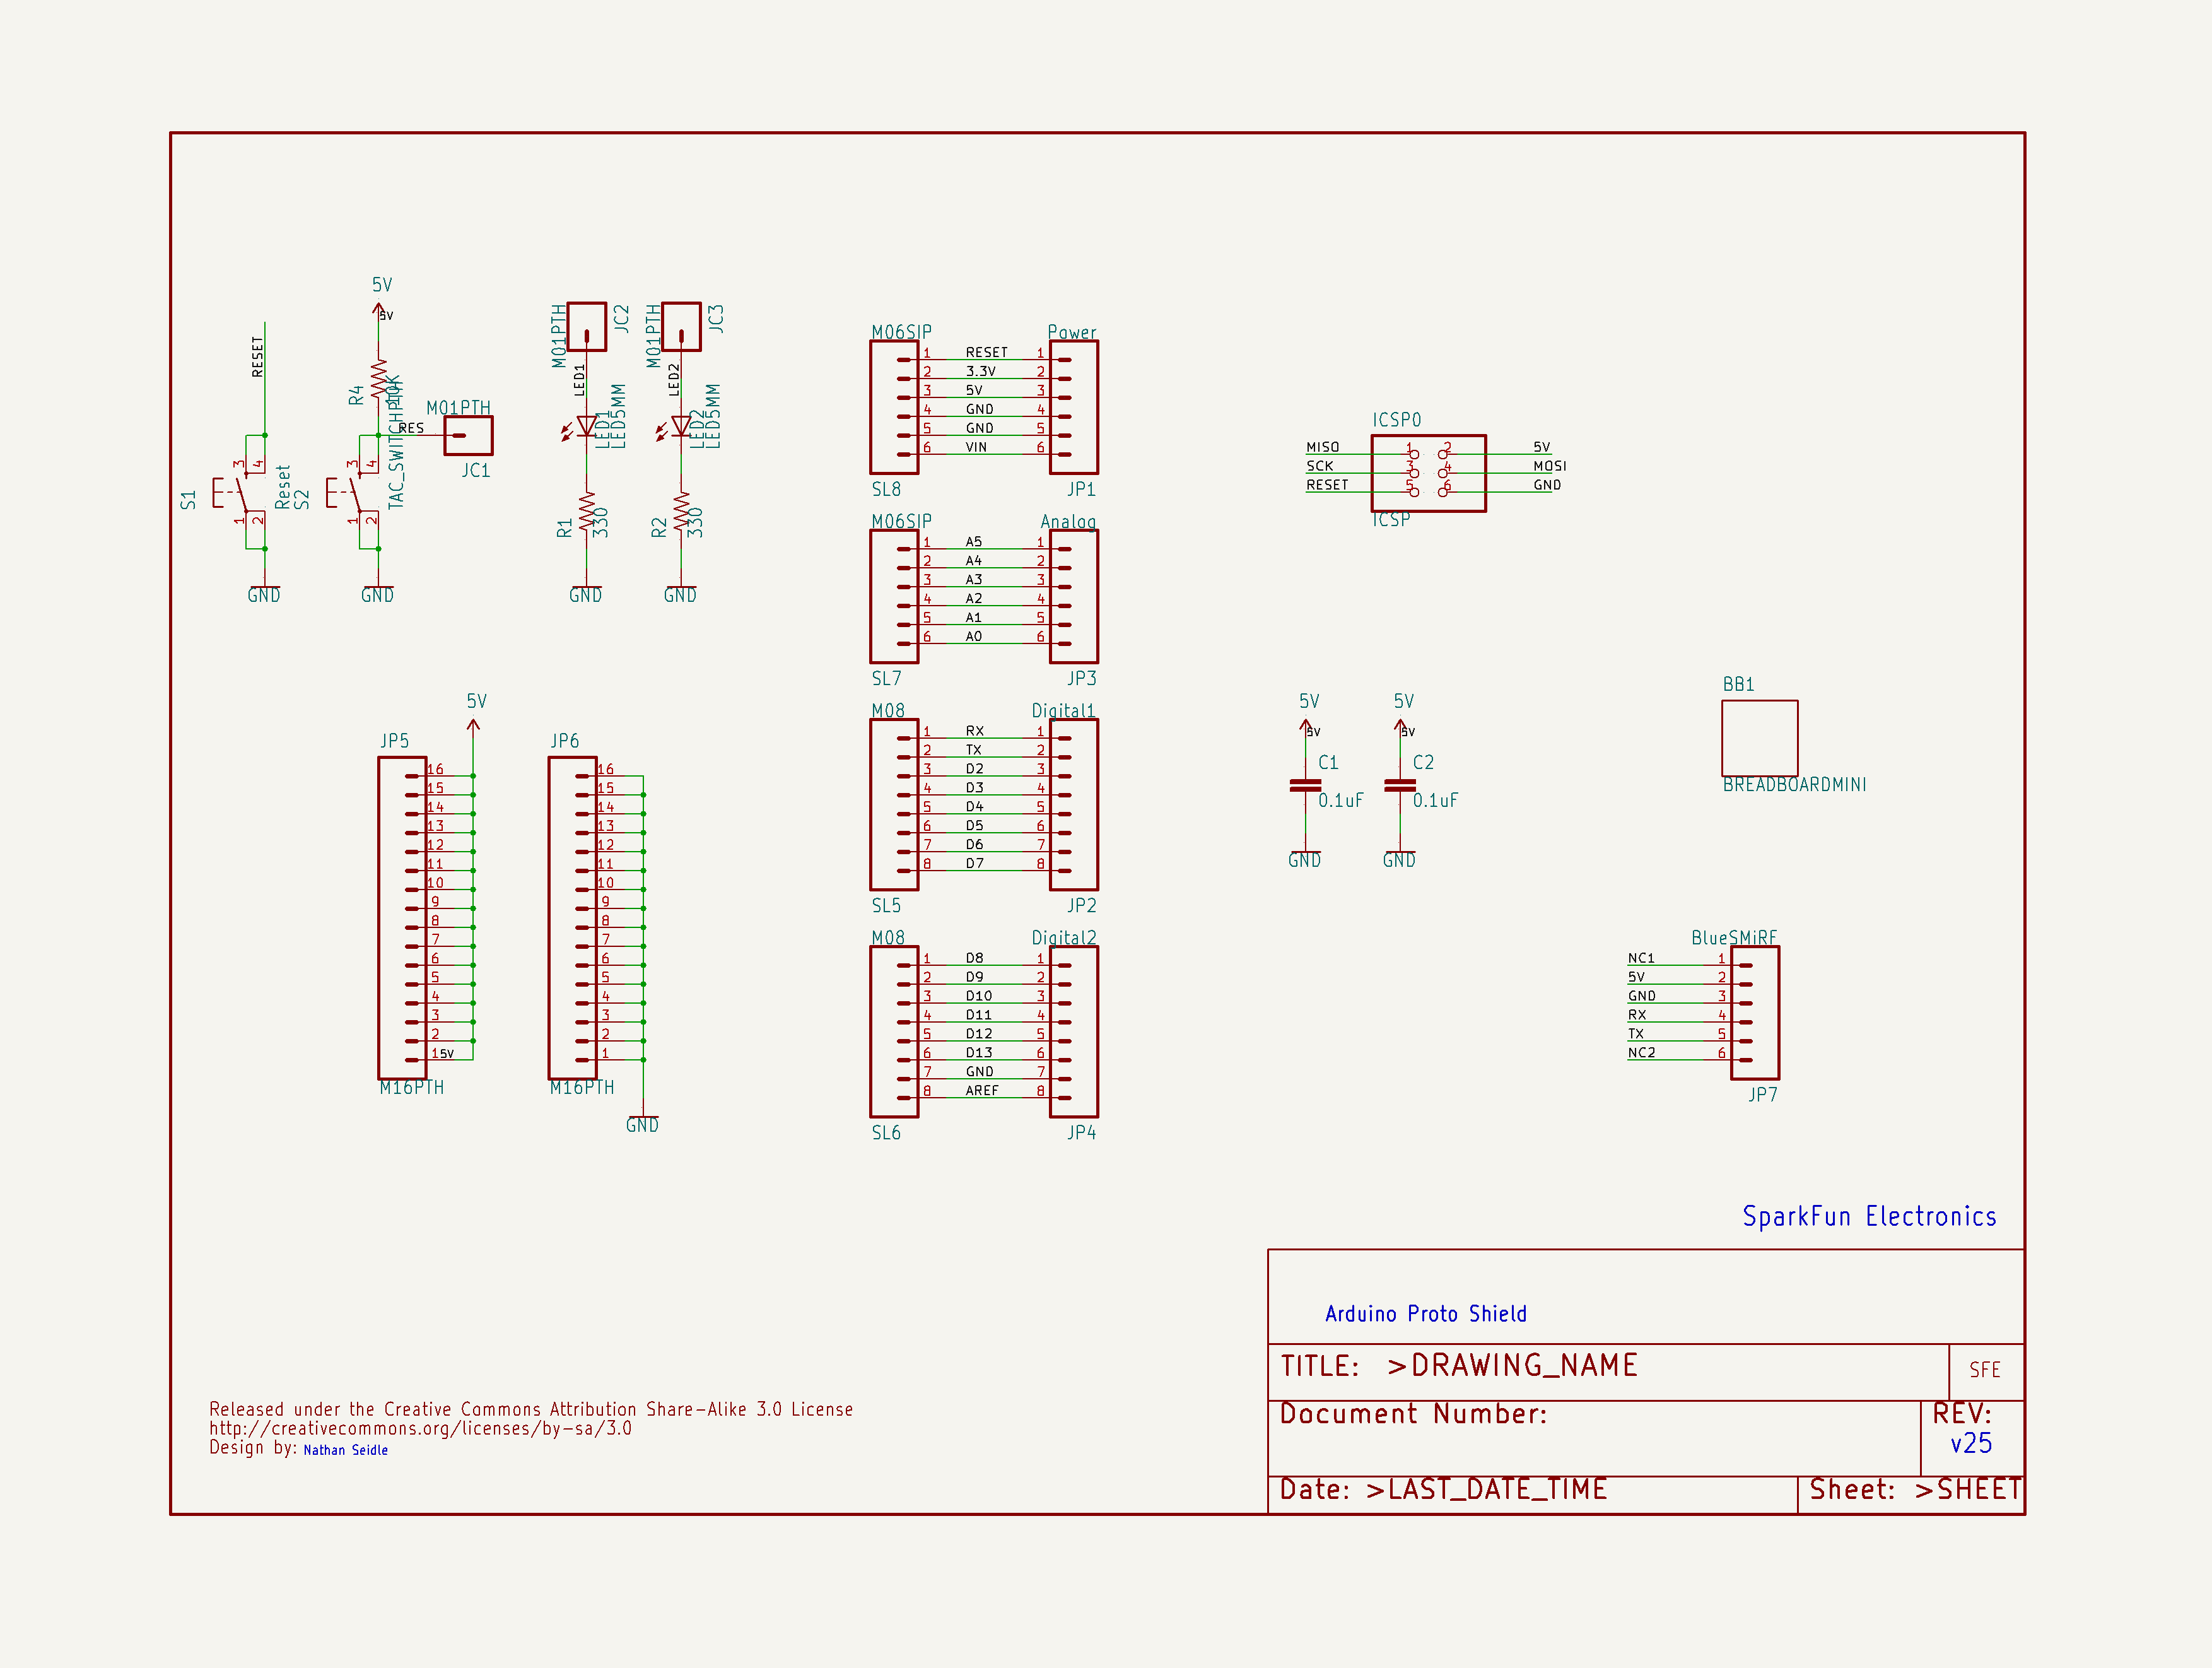 5V
5V
RESET
R4
10K
RES
M01PTH
JC1
TAC_SWITCHPTH
S1
3
4
1
2
Reset
S2
3
4
1
2
GND
GND
M01PTH
JC2
LED1
LED1
LED5MM
R1
330
GND
M01PTH
JC3
LED2
LED2
LED5MM
R2
330
GND
M06SIP Power
1 RESET 1
2 3.3V 2
3 5V 3
4 GND 4
5 GND 5
6 VIN 6
SL8 JP1
M06SIP Analog
1 A5 1
2 A4 2
3 A3 3
4 A2 4
5 A1 5
6 A0 6
SL7 JP3
M08 Digital1
1 RX 1
2 TX 2
3 D2 3
4 D3 4
5 D4 5
6 D5 6
7 D6 7
8 D7 8
SL5 JP2
M08 Digital2
1 D8 1
2 D9 2
3 D10 3
4 D11 4
5 D12 5
6 D13 6
7 GND 7
8 AREF 8
SL6 JP4
ICSP0
MISO 1 2 5V
SCK 3 4 MOSI
RESET 5 6 GND
ICSP
5V
JP5
16
15
14
13
12
11
10
9
8
7
6
5
4
3
2
1 5V
M16PTH
JP6
16
15
14
13
12
11
10
9
8
7
6
5
4
3
2
1
M16PTH
GND
5V
5V
C1
0.1uF
GND
5V
5V
C2
0.1uF
GND
BB1
BREADBOARDMINI
BlueSMiRF
NC1 1
5V 2
GND 3
RX 4
TX 5
NC2 6
JP7
SparkFun Electronics
Arduino Proto Shield
TITLE: >DRAWING_NAME
SFE
Document Number:
REV:
v25
Date: >LAST_DATE_TIME
Sheet: >SHEET
Released under the Creative Commons Attribution Share-Alike 3.0 License
http://creativecommons.org/licenses/by-sa/3.0
Design by: Nathan Seidle